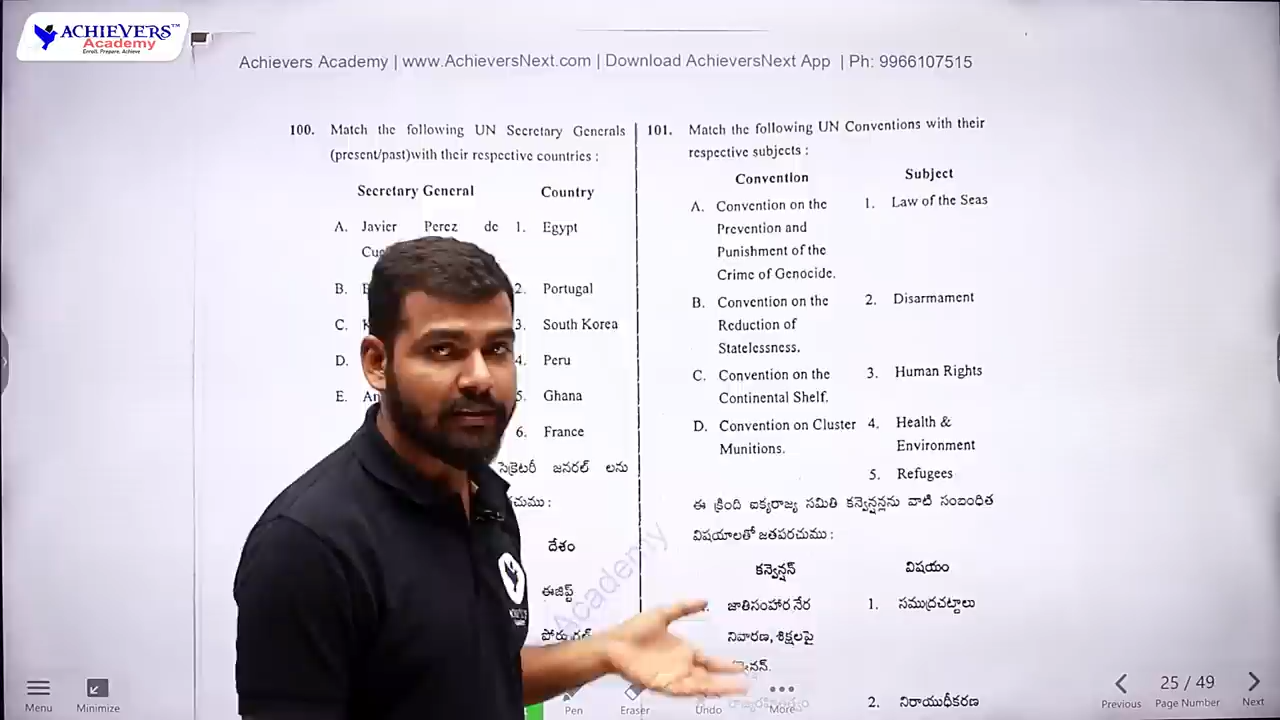 ACHIEVERS™
Academy
Enroll. Prepare. Achieve
Achievers Academy | www.AchieversNext.com | Download AchieversNext App | Ph: 9966107515
100. Match the following UN Secretary Generals
(present/past)with their respective countries :
Secretary General Country
A. Javier Perez de 1. Egypt
B. 2. Portugal
C. 3. South Korea
D. 4. Peru
E. 5. Ghana
6. France
సెక్రెటరీ జనరల్ లను
దేశం
ఈజిప్ట్
101. Match the following UN Conventions with their
respective subjects :
Convention Subject
A. Convention on the 1. Law of the Seas
Prevention and
Punishment of the
Crime of Genocide.
B. Convention on the 2. Disarmament
Reduction of
Statelessness.
C. Convention on the 3. Human Rights
Continental Shelf.
D. Convention on Cluster 4. Health &
Munitions. Environment
5. Refugees
ఈ క్రింది ఐక్యరాజ్య సమితి కన్వెన్షన్లను వాటి సంబంధిత
విషయాలతో జతపరచుము :
కన్వెన్షన్ విషయం
జాతిసంహార నేర 1. సముద్రచట్టాలు
నివారణ, శిక్షలపై
2. నిరాయుధీకరణ
Academy
Menu Minimize Pen Eraser Undo More Previous 25 / 49 Page Number Next